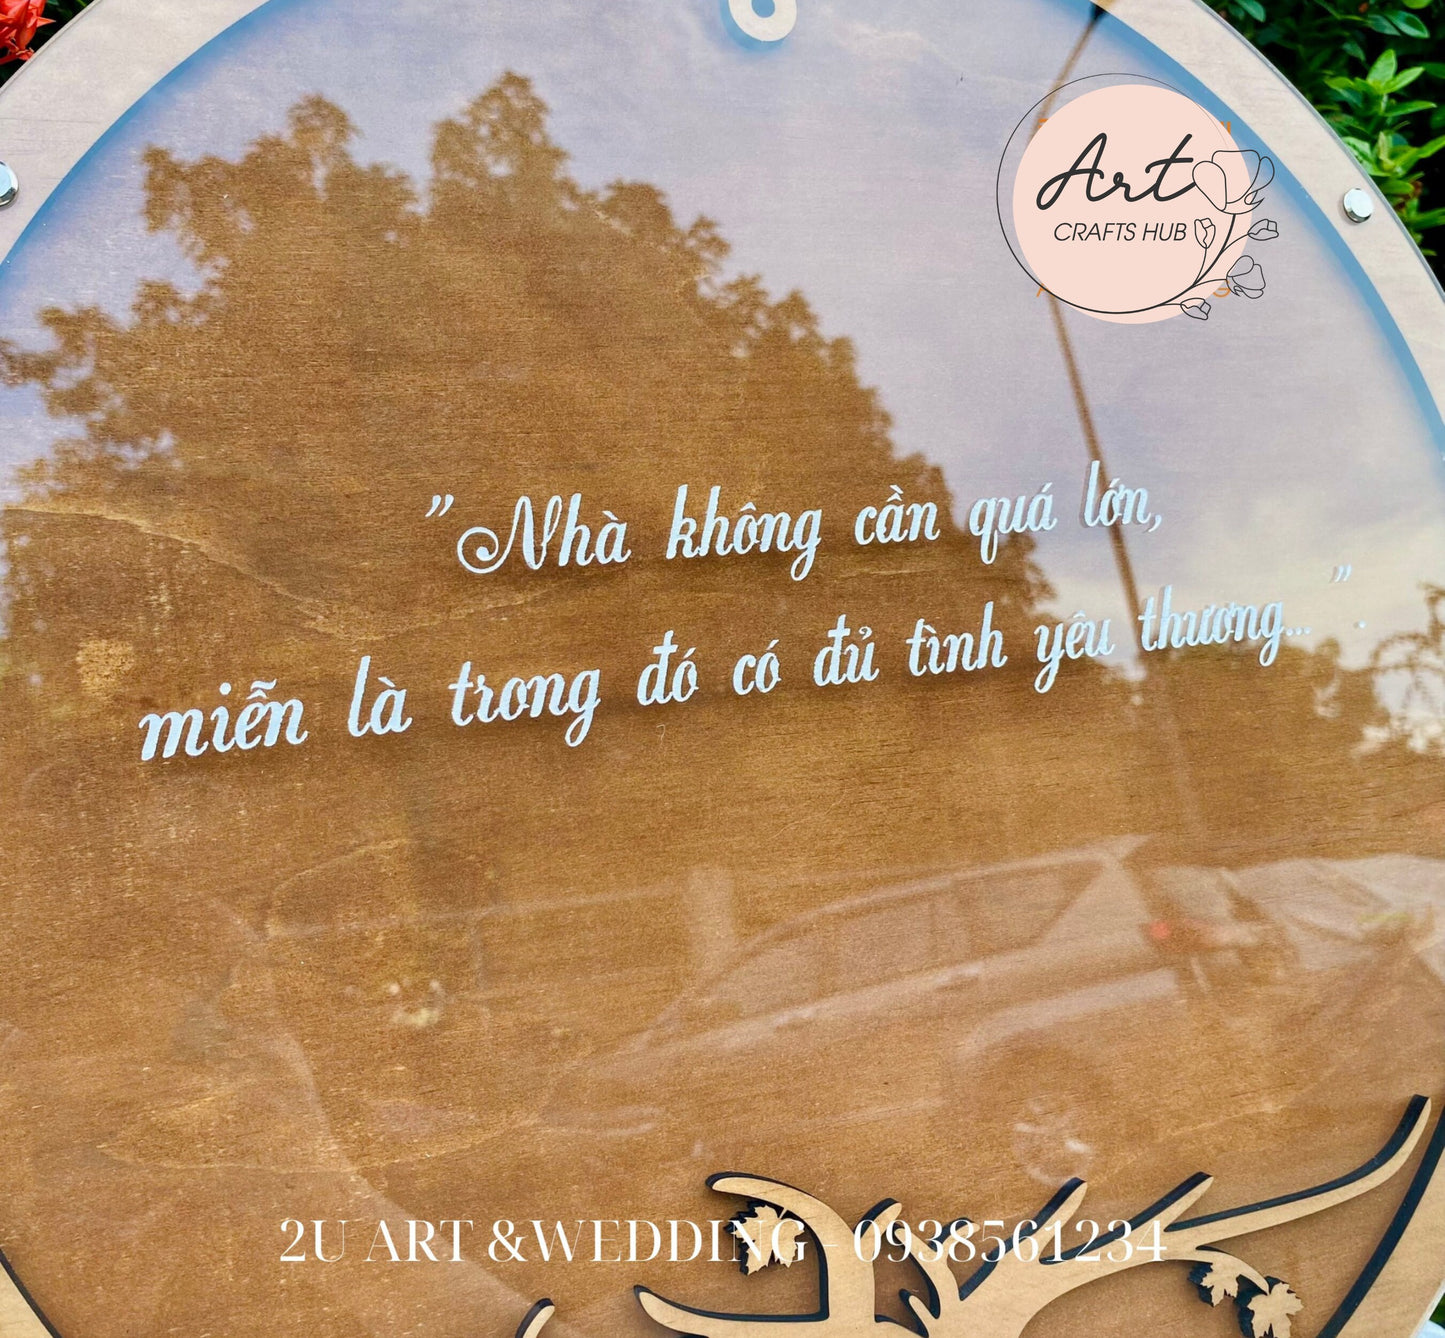 Art
CRAFTS HUB
"Nhà không cần quá lớn,
miễn là trong đó có đủ tình yêu thương... ".
2U ART &WEDDING - 0938561234